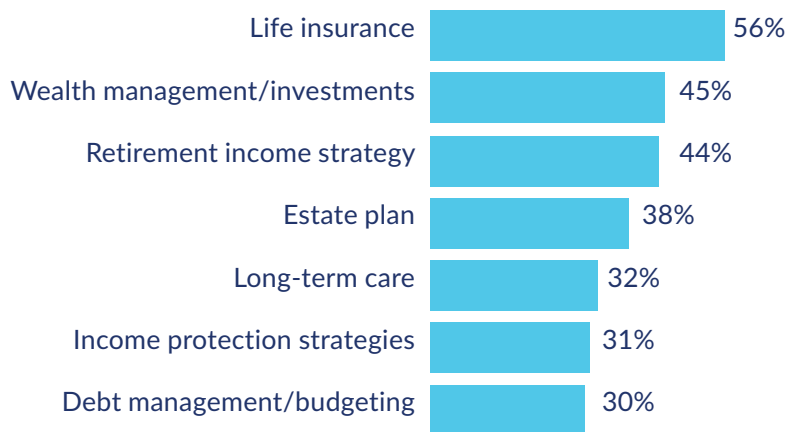 Life insurance 56%
Wealth management/investments 45%
Retirement income strategy 44%
Estate plan 38%
Long-term care 32%
Income protection strategies 31%
Debt management/budgeting 30%